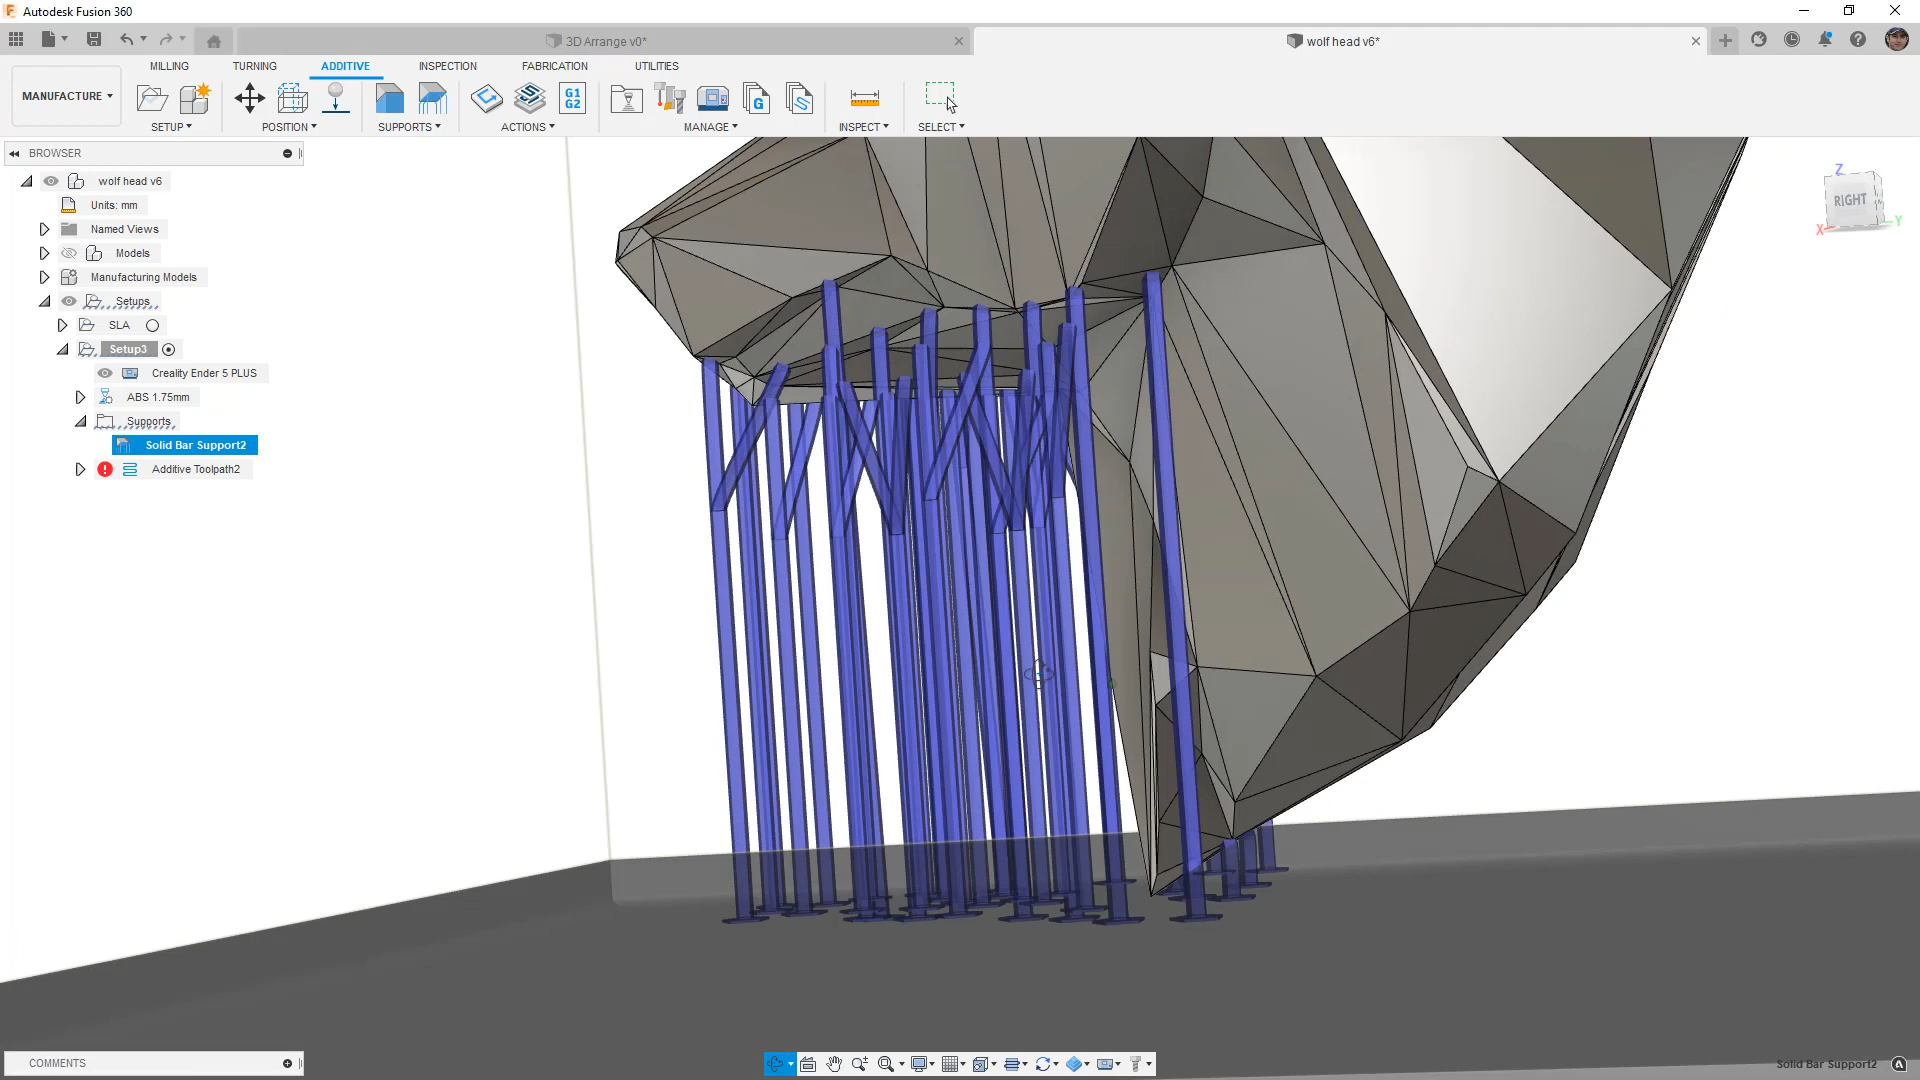 Autodesk Fusion 360
3D Arrange v0*
wolf head v6*
MANUFACTURE
MILLING
TURNING
ADDITIVE
INSPECTION
FABRICATION
UTILITIES
G1
G2
G
SETUP
POSITION
SUPPORTS
ACTIONS
MANAGE
INSPECT
SELECT
BROWSER
wolf head v6
Units: mm
Named Views
Models
Manufacturing Models
Setups
SLA
Setup3
Creality Ender 5 PLUS
ABS 1.75mm
Supports
Solid Bar Support2
Additive Toolpath2
Z
RIGHT
X
Y
COMMENTS
Solid Bar Support2